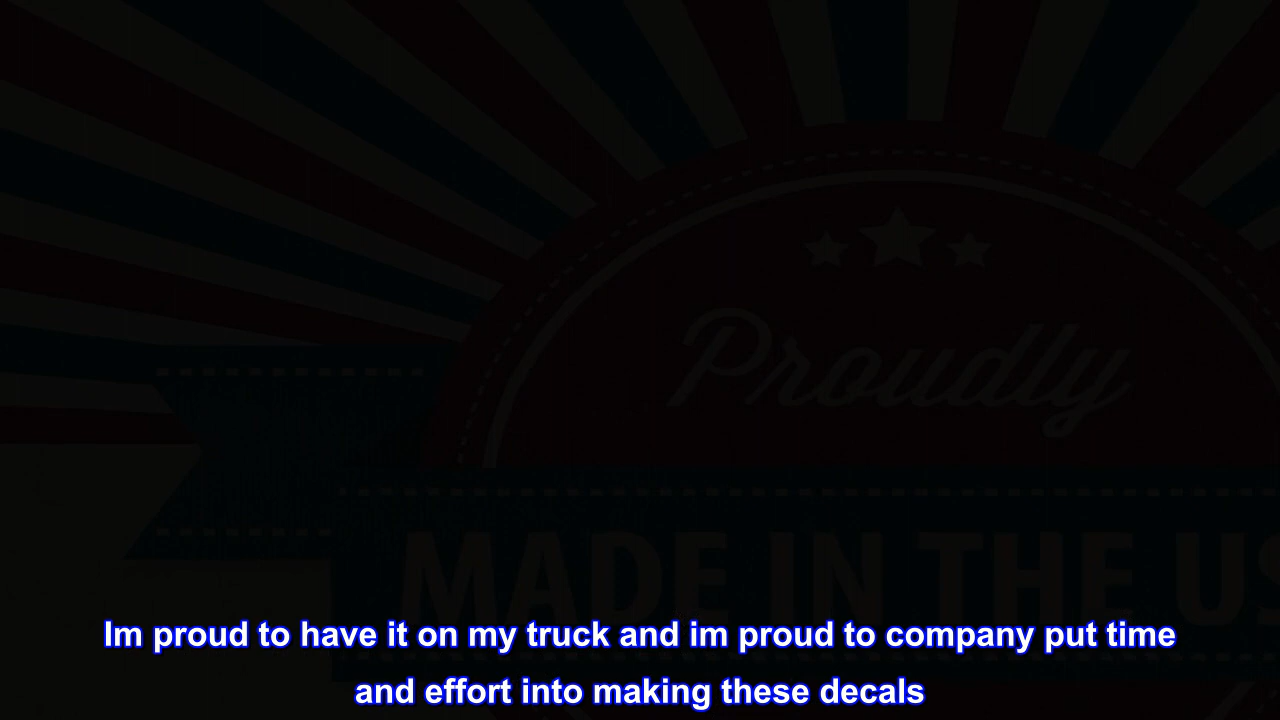 Proudly
MADE IN THE US
Im proud to have it on my truck and im proud to company put time
and effort into making these decals